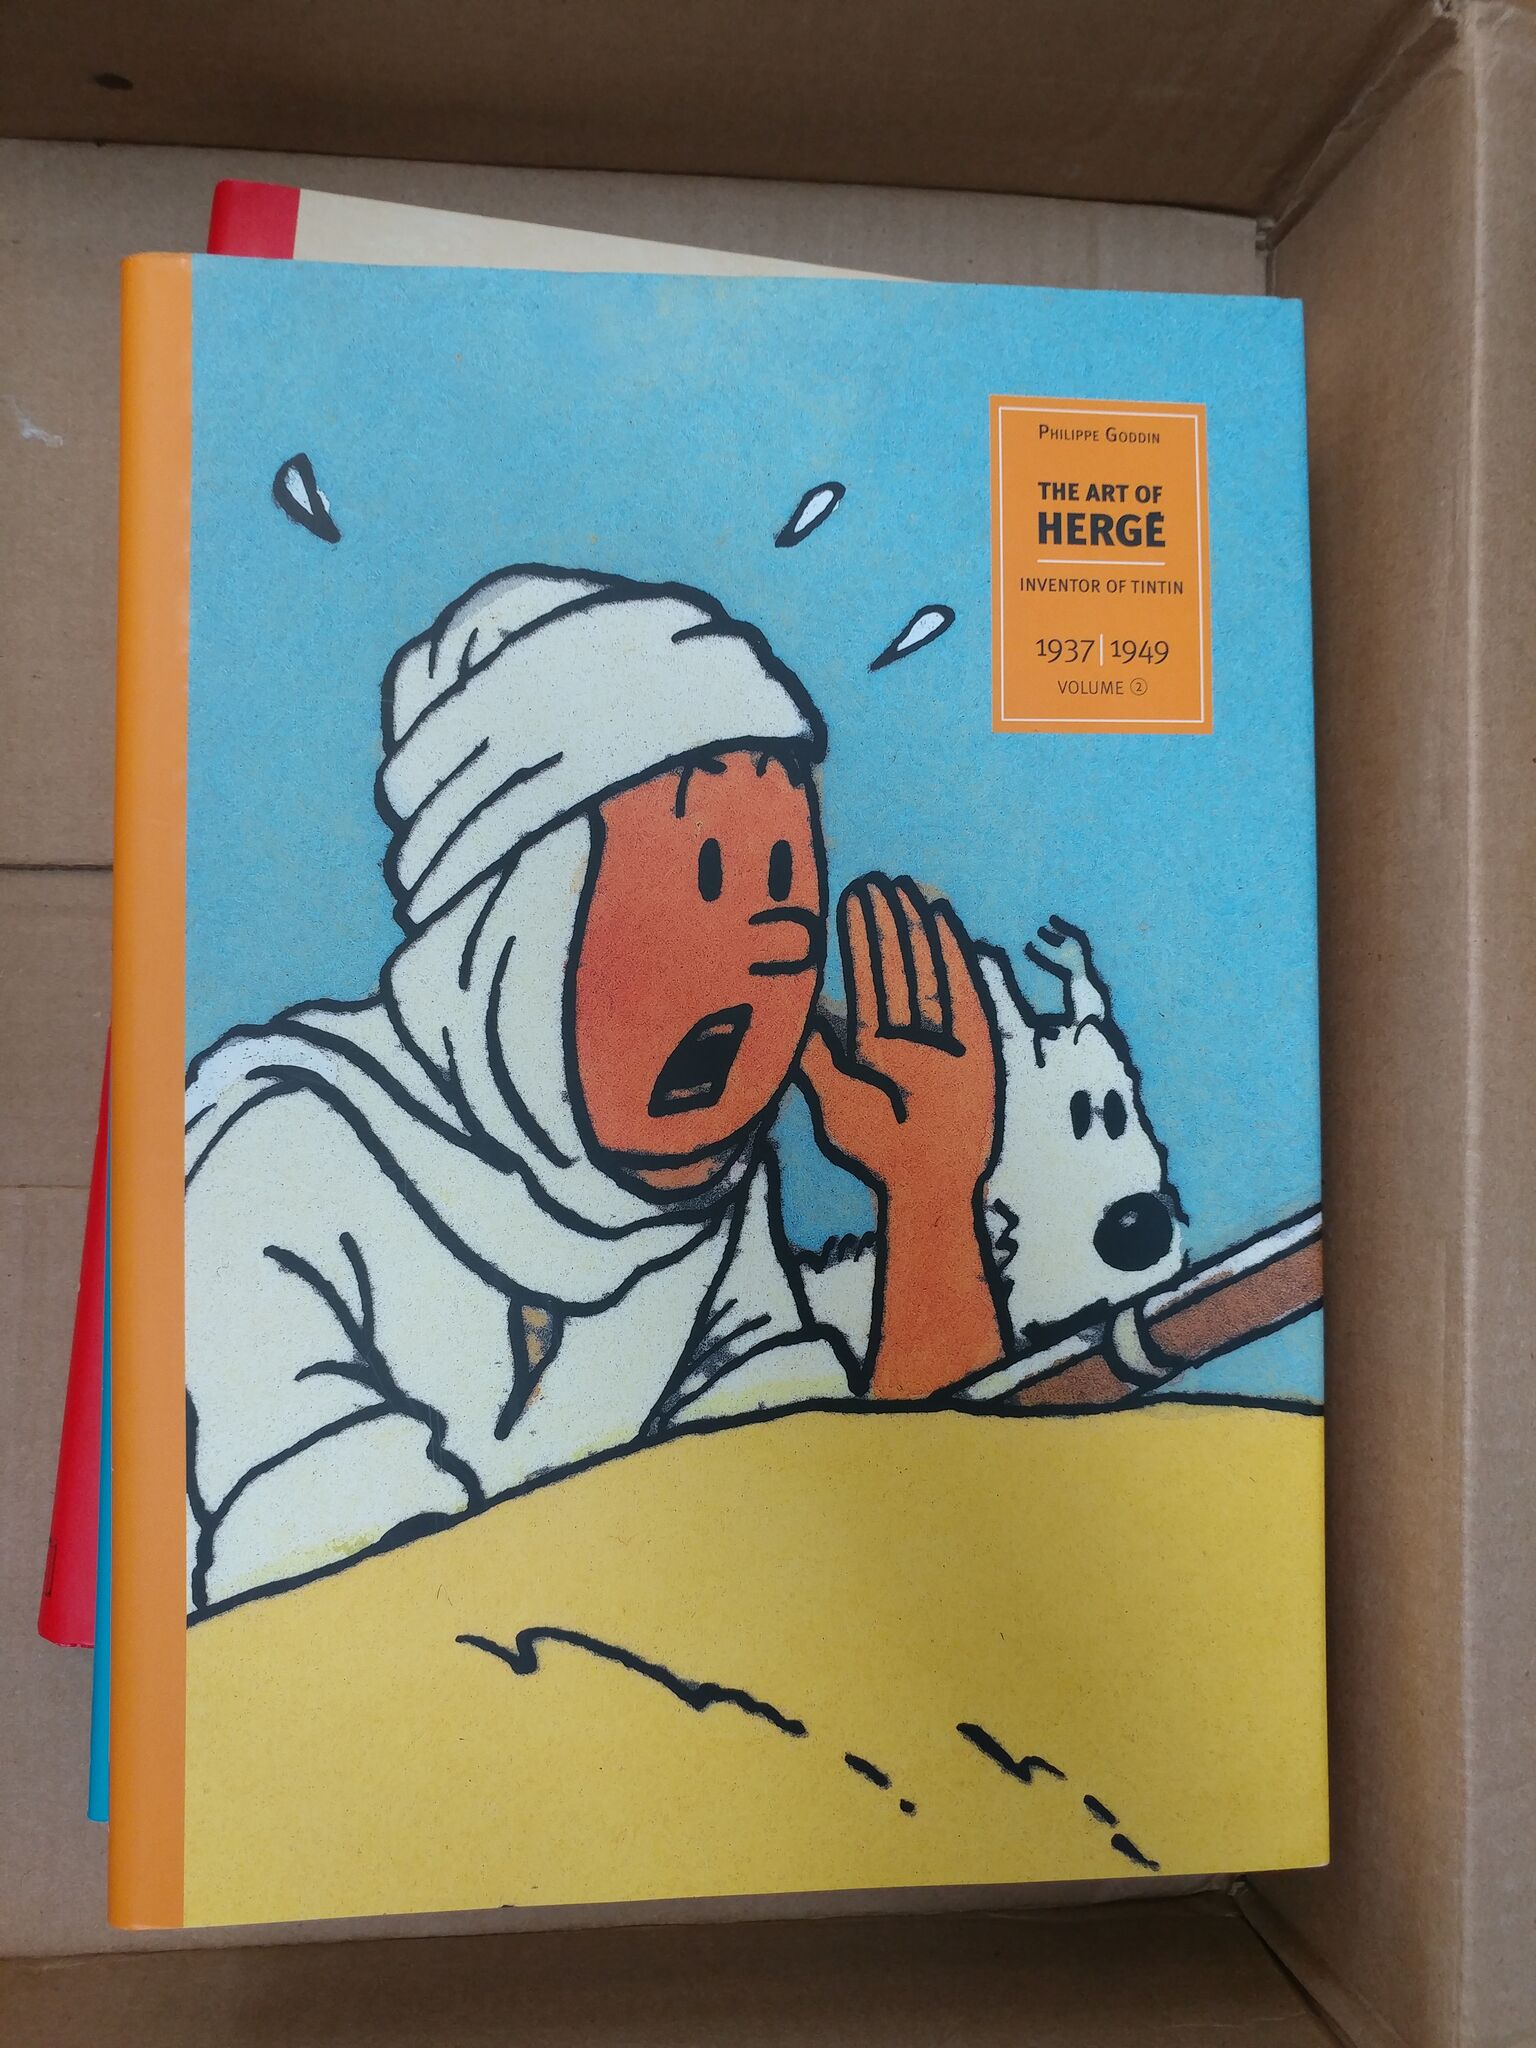 Philippe Goddin
THE ART OF
HERGÉ
INVENTOR OF TINTIN
1937|1949
VOLUME ②